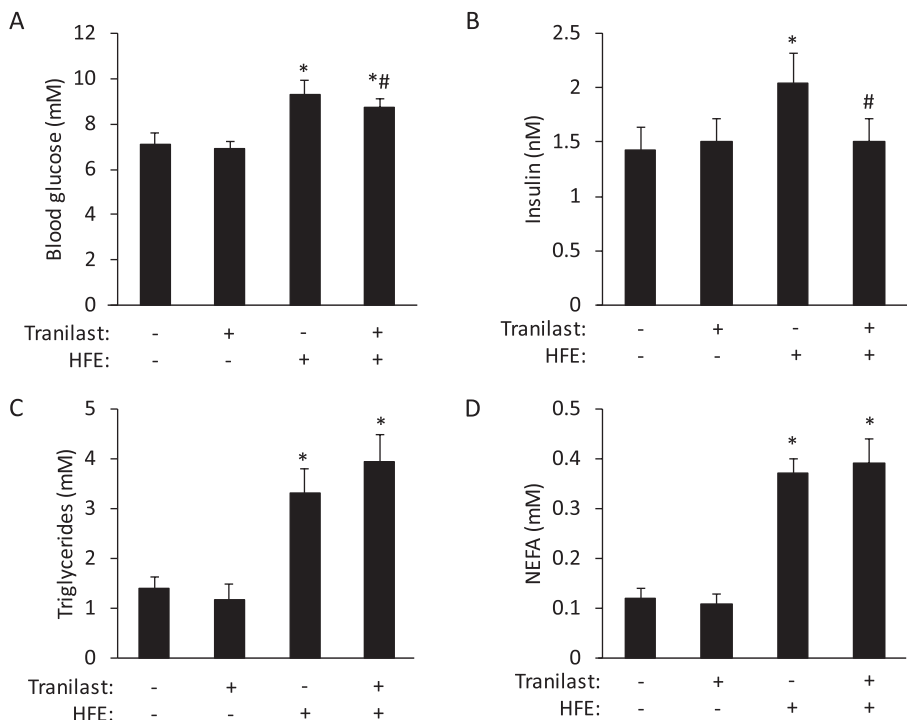 A
Blood glucose (mM)
12
10
8
6
4
2
0
* *#
Tranilast: - + - +
HFE: - - + +
B
Insulin (nM)
2.5
2
1.5
1
0.5
0
* #
Tranilast: - + - +
HFE: - - + +
C
Triglycerides (mM)
5
4
3
2
1
0
* *
Tranilast: - + - +
HFE: - - + +
D
NEFA (mM)
0.5
0.4
0.3
0.2
0.1
0
* *
Tranilast: - + - +
HFE: - - + +